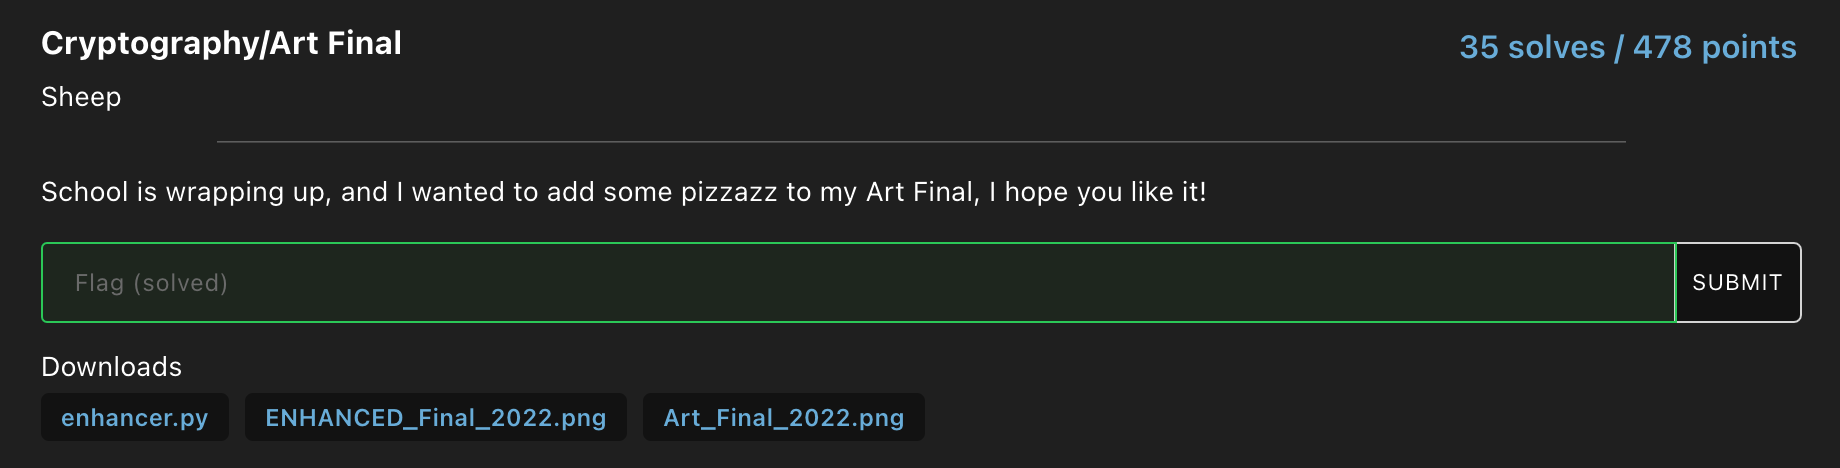 Cryptography/Art Final
35 solves / 478 points
Sheep
School is wrapping up, and I wanted to add some pizzazz to my Art Final, I hope you like it!
Flag (solved)
SUBMIT
Downloads
enhancer.py
ENHANCED_Final_2022.png
Art_Final_2022.png